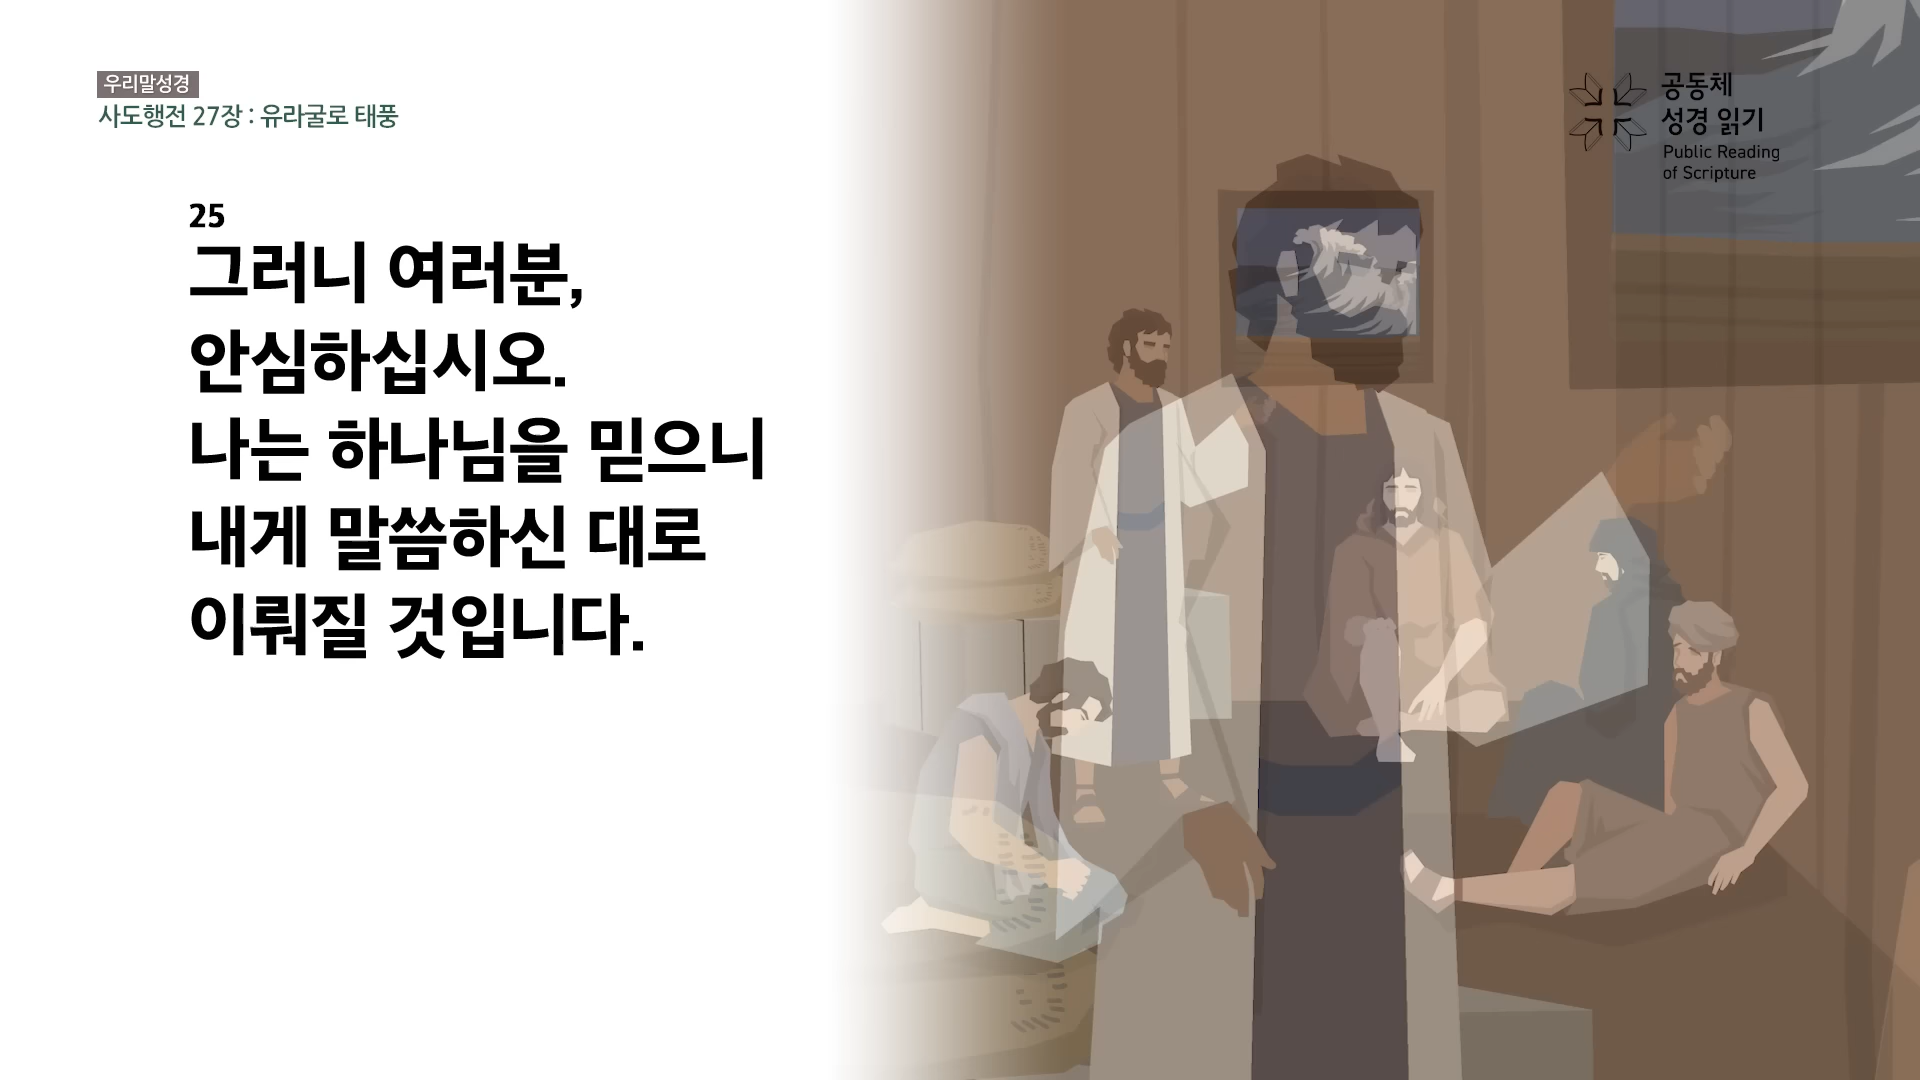 우리말성경
사도행전 27장 : 유라굴로 태풍
25
그러니 여러분,
안심하십시오.
나는 하나님을 믿으니
내게 말씀하신 대로
이뤄질 것입니다.
공동체
성경 읽기
Public Reading
of Scripture